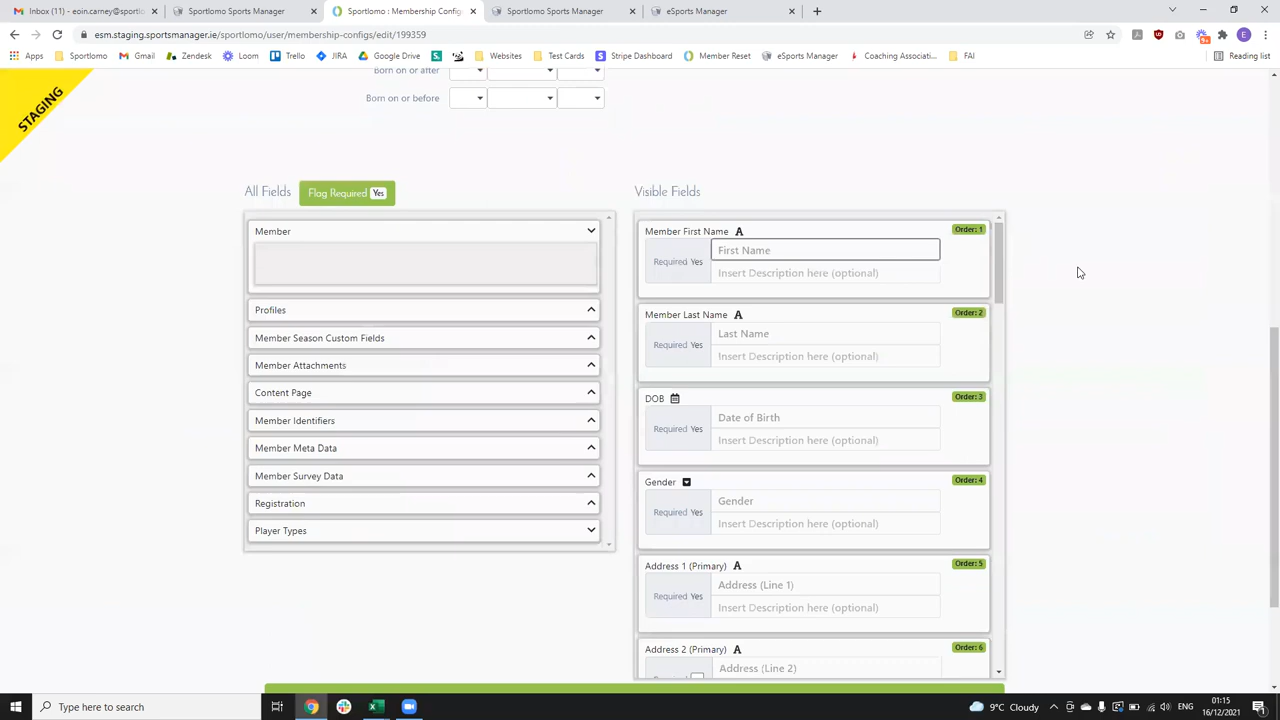 Inbox (11) - eoin.carney@sportl
Sportlomo Sports Manager
Sportlomo : Membership Config
Sportlomo Sports Manager
eSports Manager
esm.staging.sportsmanager.ie/sportlomo/user/membership-configs/edit/199359
Apps
Sportlomo
Gmail
Zendesk
Loom
Trello
JIRA
Google Drive
Websites
Test Cards
Stripe Dashboard
Member Reset
eSports Manager
Coaching Associati...
FAI
Reading list
STAGING
Born on or after
Born on or before
All Fields
Flag Required Yes
Visible Fields
Member
Profiles
Member Season Custom Fields
Member Attachments
Content Page
Member Identifiers
Member Meta Data
Member Survey Data
Registration
Player Types
Member First Name A
Order: 1
Required Yes
First Name
Insert Description here (optional)
Member Last Name A
Order: 2
Required Yes
Last Name
Insert Description here (optional)
DOB
Order: 3
Required Yes
Date of Birth
Insert Description here (optional)
Gender
Order: 4
Required Yes
Gender
Insert Description here (optional)
Address 1 (Primary) A
Order: 5
Required Yes
Address (Line 1)
Insert Description here (optional)
Address 2 (Primary) A
Order: 6
Address (Line 2)
Type here to search
9°C Cloudy
ENG
01:15
16/12/2021